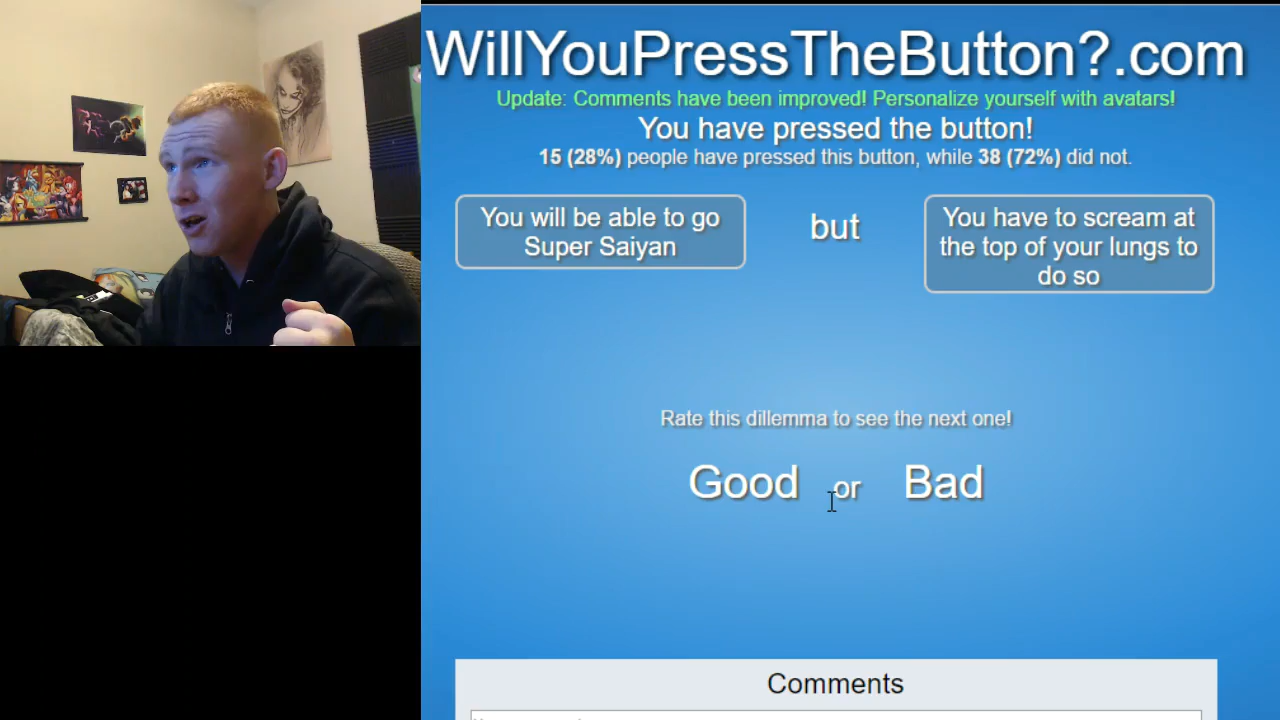 WillYouPressTheButton?.com
Update: Comments have been improved! Personalize yourself with avatars!
You have pressed the button!
15 (28%) people have pressed this button, while 38 (72%) did not.
You will be able to go
Super Saiyan
but
You have to scream at
the top of your lungs to
do so
Rate this dillemma to see the next one!
Good or Bad
Comments